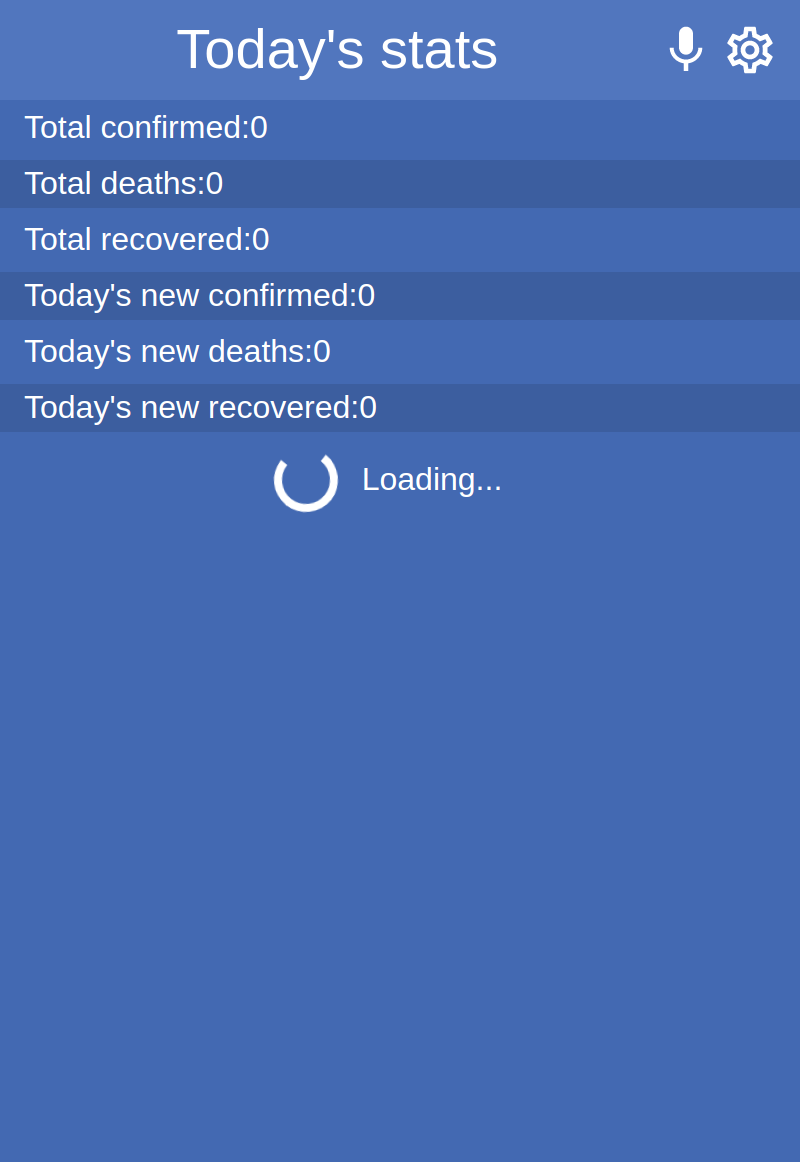 Today's stats
Total confirmed:0
Total deaths:0
Total recovered:0
Today's new confirmed:0
Today's new deaths:0
Today's new recovered:0
Loading...